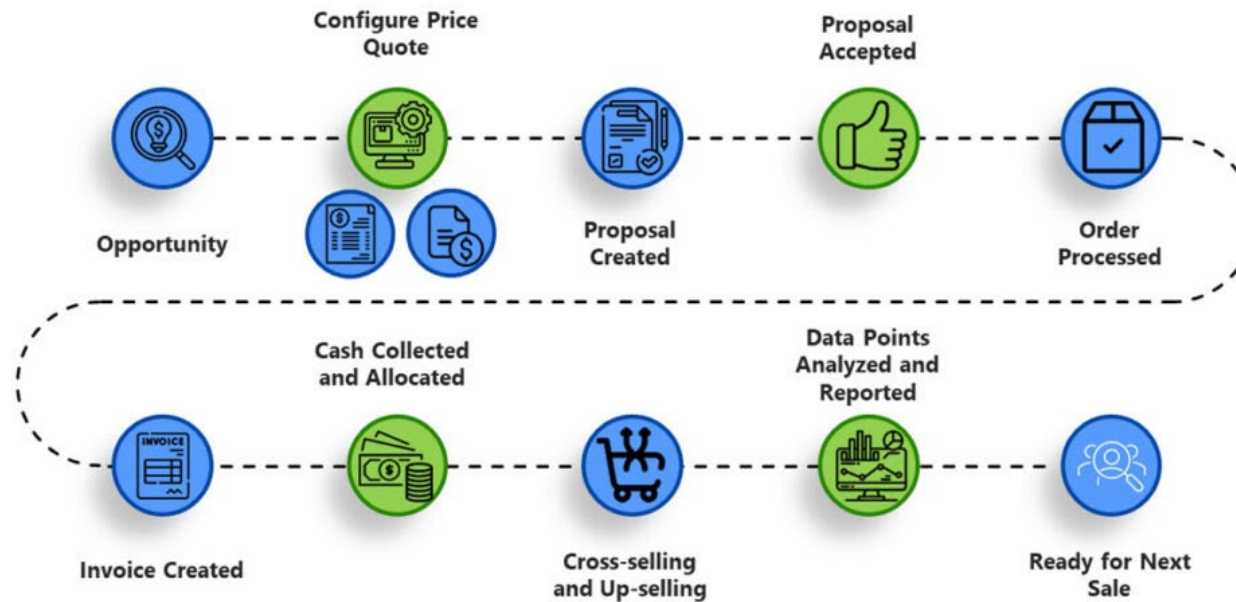 Configure Price
Quote
Proposal
Accepted
Opportunity
Proposal
Created
Order
Processed
Cash Collected
and Allocated
Data Points
Analyzed and
Reported
INVOICE
Invoice Created
Cross-selling
and Up-selling
Ready for Next
Sale